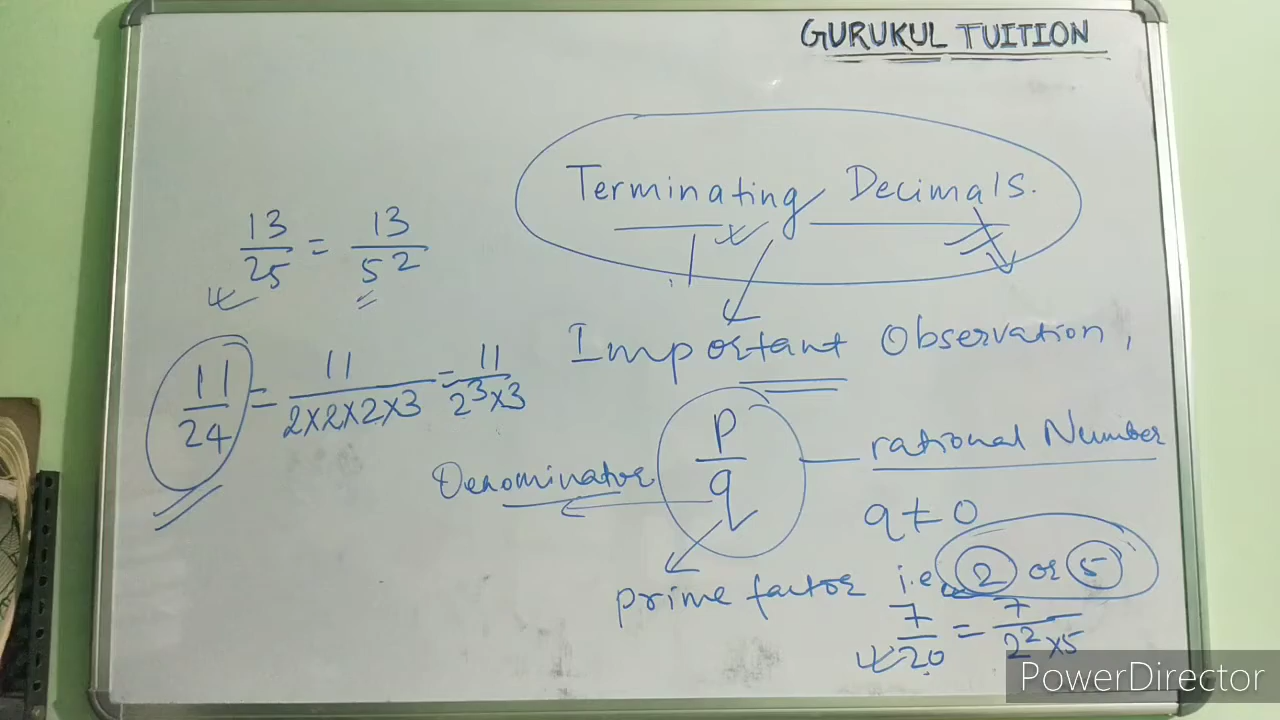 GURUKUL TUITION
Terminating Decimals.
13/25 = 13/5²
Important Observation,
11/24 = 11/2×2×2×3 = 11/2³×3
p/q — rational Number
Denominator
q ≠ 0
prime factor i.e 2 or 5
7/20 = 7/2²×5
PowerDirector